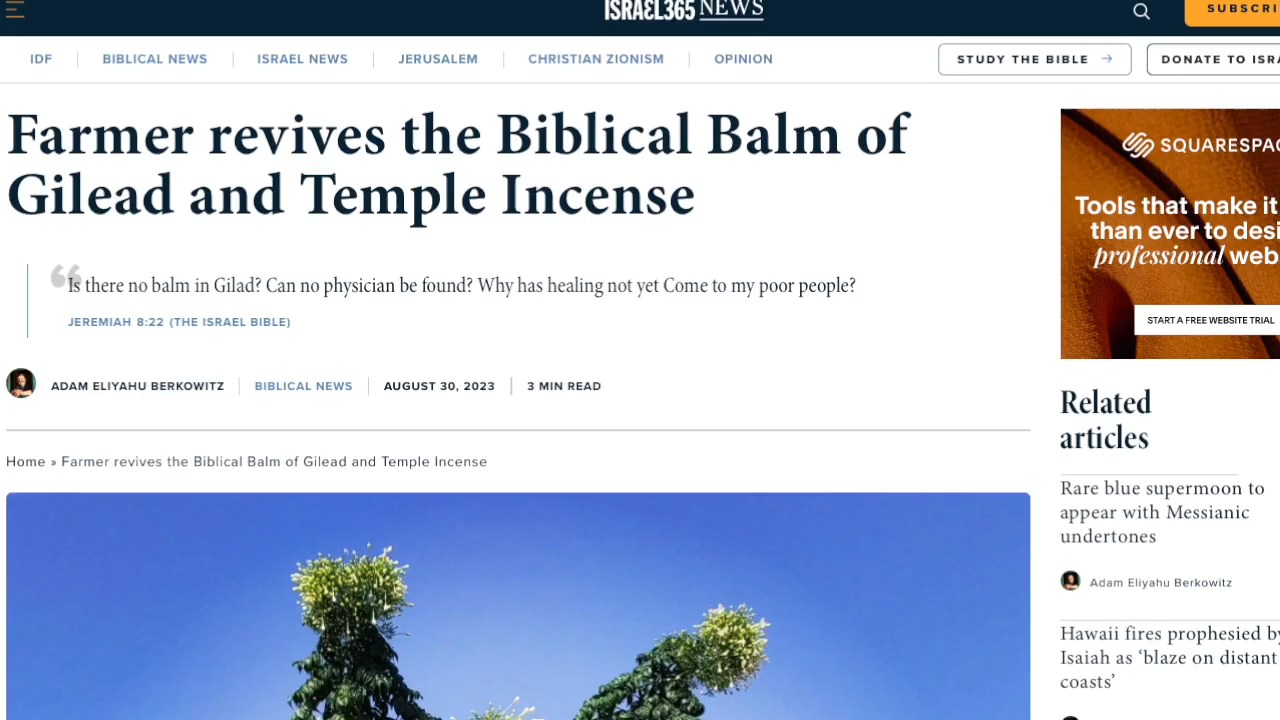 ISRAEL365 NEWS
IDF
BIBLICAL NEWS
ISRAEL NEWS
JERUSALEM
CHRISTIAN ZIONISM
OPINION
STUDY THE BIBLE →
DONATE TO
Farmer revives the Biblical Balm of
Gilead and Temple Incense
“Is there no balm in Gilad? Can no physician be found? Why has healing not yet Come to my poor people?
JEREMIAH 8:22 (THE ISRAEL BIBLE)
ADAM ELIYAHU BERKOWITZ
BIBLICAL NEWS
AUGUST 30, 2023
3 MIN READ
Home » Farmer revives the Biblical Balm of Gilead and Temple Incense
Tools that make it
than ever to
professional
START A FREE WEBSITE TRIAL
Related
articles
Rare blue supermoon to
appear with Messianic
undertones
Adam Eliyahu Berkowitz
Hawaii fires prophesied by
Isaiah as ‘blaze on distant
coasts’